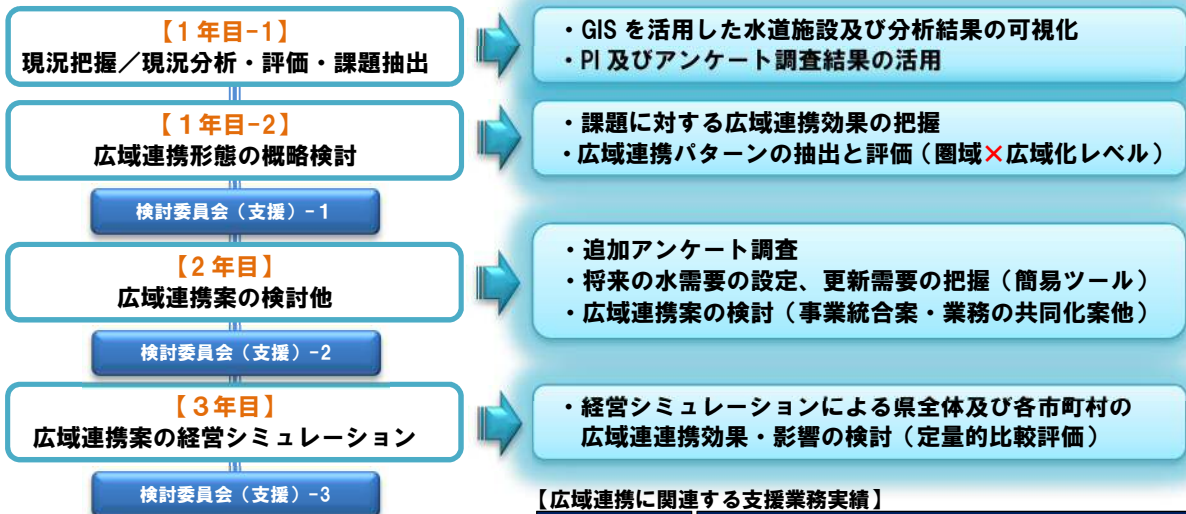 【1年目-1】
現況把握／現況分析・評価・課題抽出
・GISを活用した水道施設及び分析結果の可視化
・PI及びアンケート調査結果の活用
【1年目-2】
広域連携形態の概略検討
・課題に対する広域連携効果の把握
・広域連携パターンの抽出と評価（圏域×広域化レベル）
検討委員会（支援）-1
【2年目】
広域連携案の検討他
・追加アンケート調査
・将来の水需要の設定、更新需要の把握（簡易ツール）
・広域連携案の検討（事業統合案・業務の共同化案他）
検討委員会（支援）-2
【3年目】
広域連携案の経営シミュレーション
・経営シミュレーションによる県全体及び各市町村の
広域連連携効果・影響の検討（定量的比較評価）
検討委員会（支援）-3
【広域連携に関連する支援業務実績】